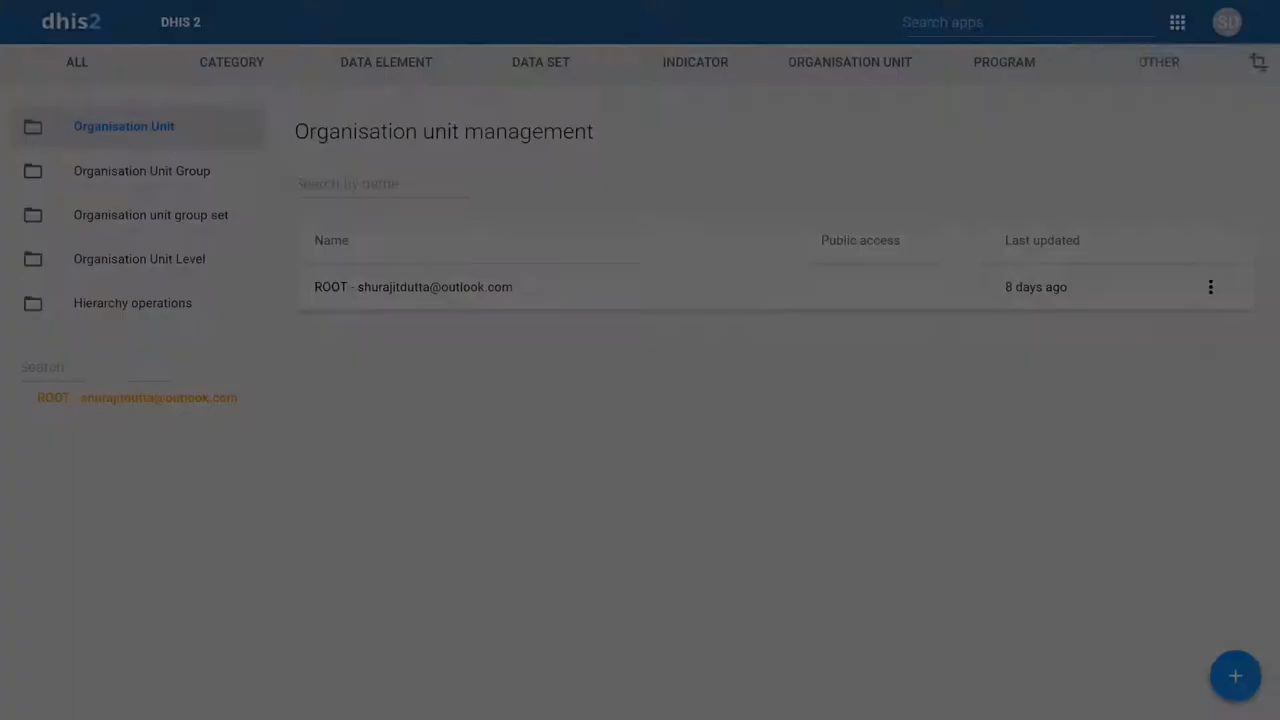 dhis2 DHIS 2 Search apps SD
ALL CATEGORY DATA ELEMENT DATA SET INDICATOR ORGANISATION UNIT PROGRAM OTHER
Organisation Unit
Organisation Unit Group
Organisation unit group set
Organisation Unit Level
Hierarchy operations
Search
ROOT - shurajitdutta@outlook.com
Organisation unit management
Search by name
Name Public access Last updated
ROOT - shurajitdutta@outlook.com 8 days ago
+